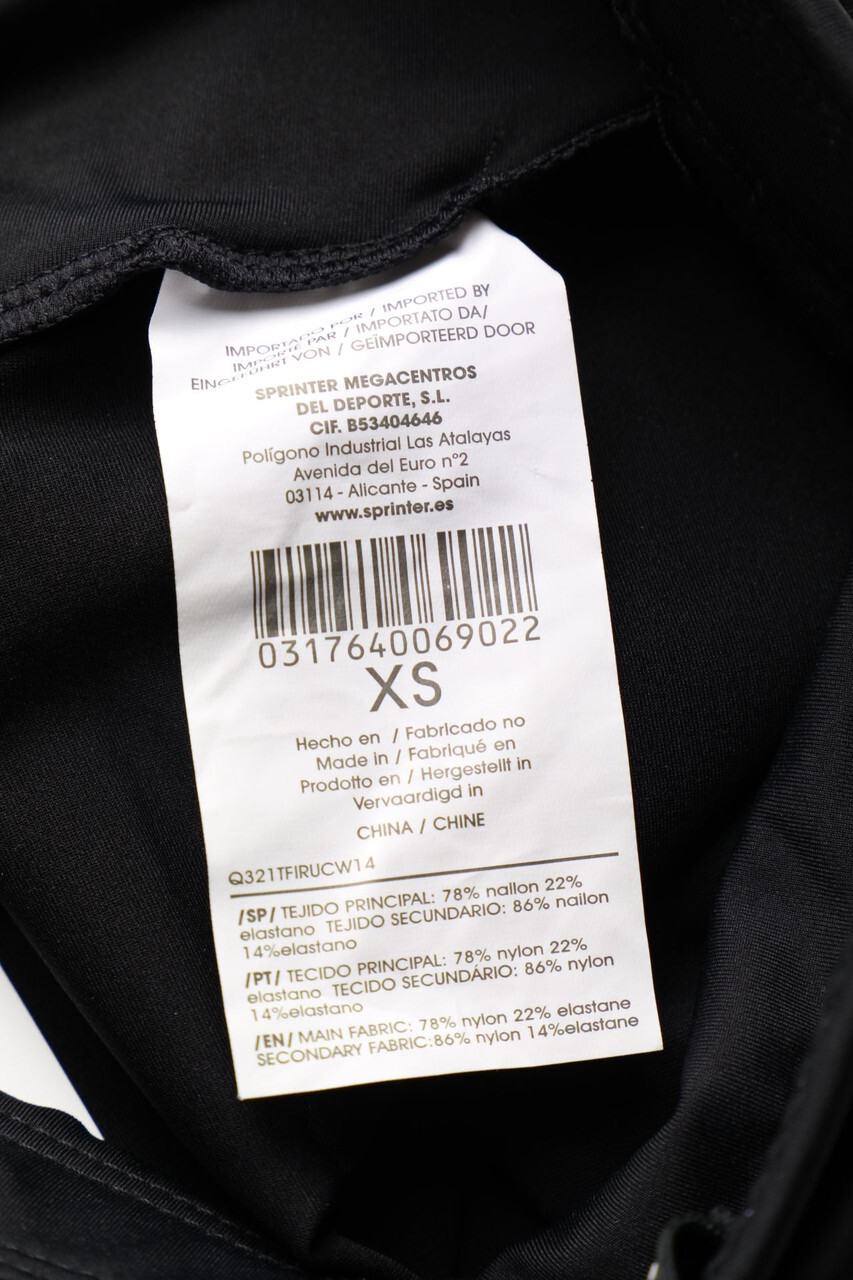 IMPORTADO POR / IMPORTED BY
IMPORTÉ PAR / IMPORTATO DA/
EINGEFÜHRT VON / GEÏMPORTEERD DOOR
SPRINTER MEGACENTROS
DEL DEPORTE, S.L.
CIF. B53404646
Polígono Industrial Las Atalayas
Avenida del Euro nº2
03114 - Alicante - Spain
www.sprinter.es
0317640069022
XS
Hecho en / Fabricado no
Made in / Fabriqué en
Prodotto en / Hergestellt in
Vervaardigd in
CHINA / CHINE
Q321TFIRUCW14
/SP/ TEJIDO PRINCIPAL: 78% nailon 22%
elastano TEJIDO SECUNDARIO: 86% nailon
14%elastano
/PT/ TECIDO PRINCIPAL: 78% nylon 22%
elastano TECIDO SECUNDÁRIO: 86% nylon
14%elastano
/EN/ MAIN FABRIC: 78% nylon 22% elastane
SECONDARY FABRIC:86% nylon 14%elastane